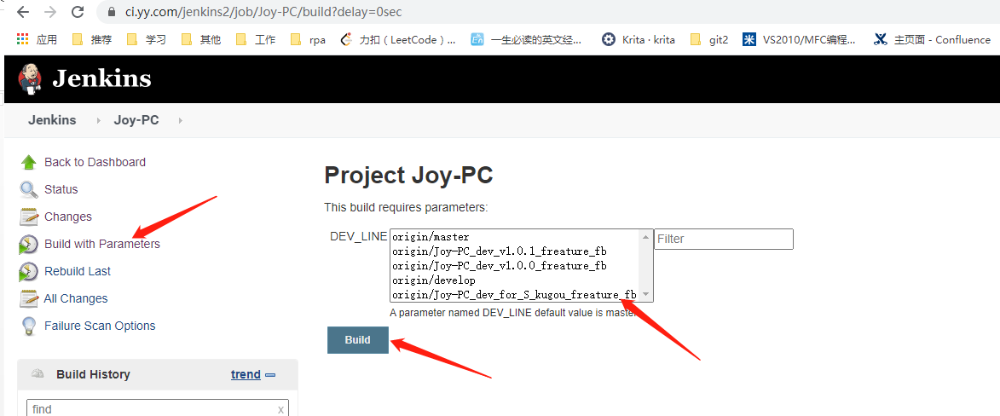 ci.yy.com/jenkins2/job/Joy-PC/build?delay=0sec
应用 推荐 学习 其他 工作 rpa 力扣（LeetCode）... 一生必读的英文经... Krita · krita git2 VS2010/MFC编程... 主页面 - Confluence
Jenkins
Jenkins Joy-PC
Back to Dashboard
Status
Changes
Build with Parameters
Rebuild Last
All Changes
Failure Scan Options
Build History trend
find x
Project Joy-PC
This build requires parameters:
DEV_LINE
origin/master
origin/Joy-PC_dev_v1.0.1_freature_fb
origin/Joy-PC_dev_v1.0.0_freature_fb
origin/develop
origin/Joy-PC_dev_for_S_kugou_freature_fb
Filter
A parameter named DEV_LINE default value is master
Build